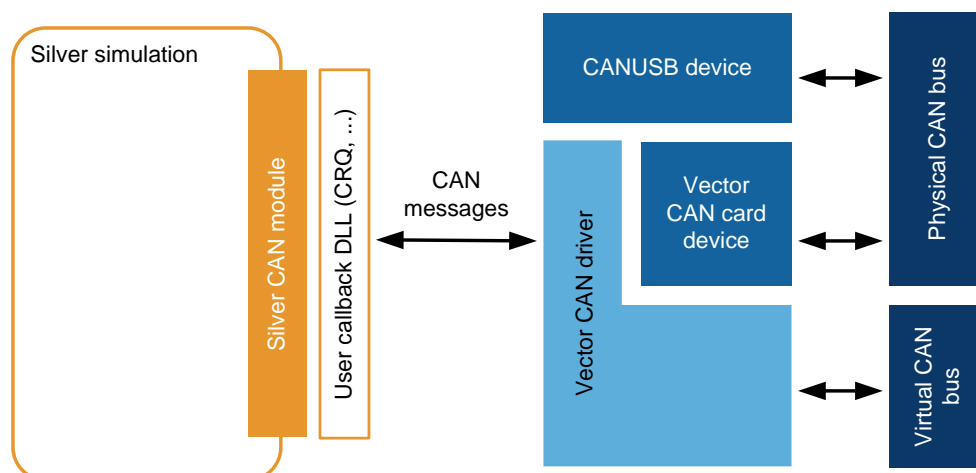 Silver simulation
Silver CAN module
User callback DLL (CRQ, ...)
CAN
messages
CANUSB device
Vector CAN driver
Vector
CAN card
device
Physical CAN bus
Virtual CAN
bus